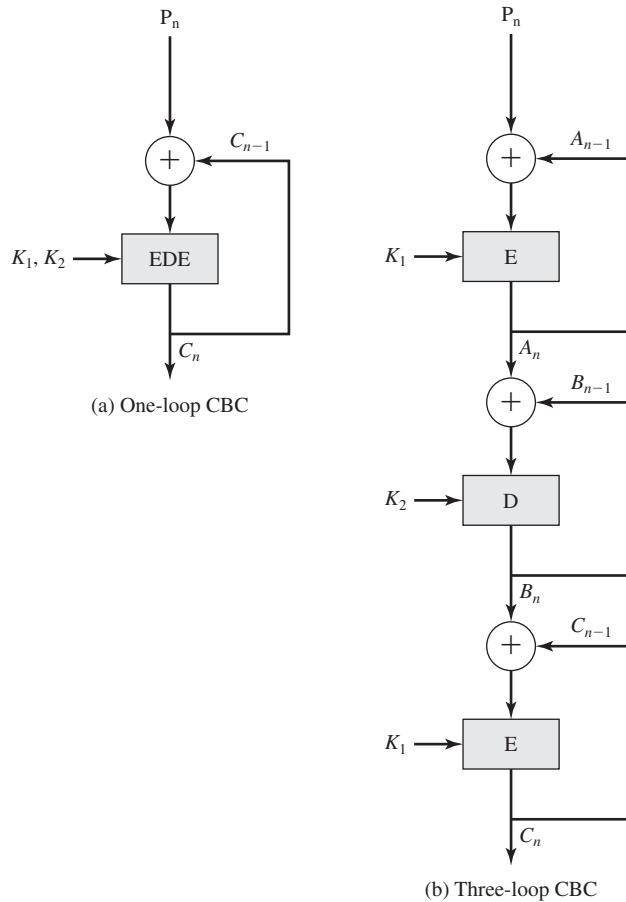 Pn
+
Cn−1
K1, K2
EDE
Cn
(a) One-loop CBC
Pn
An−1
+
K1
E
An
Bn−1
+
K2
D
Bn
Cn−1
+
K1
E
Cn
(b) Three-loop CBC